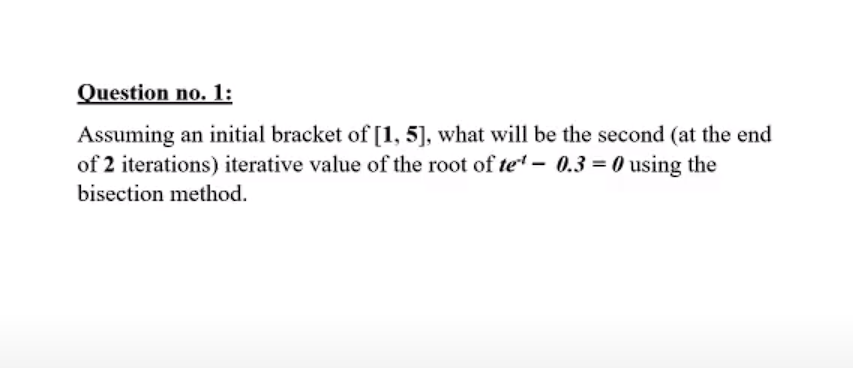 Question no. 1:
Assuming an initial bracket of [1, 5], what will be the second (at the end
of 2 iterations) iterative value of the root of te⁻ᵗ – 0.3 = 0 using the
bisection method.